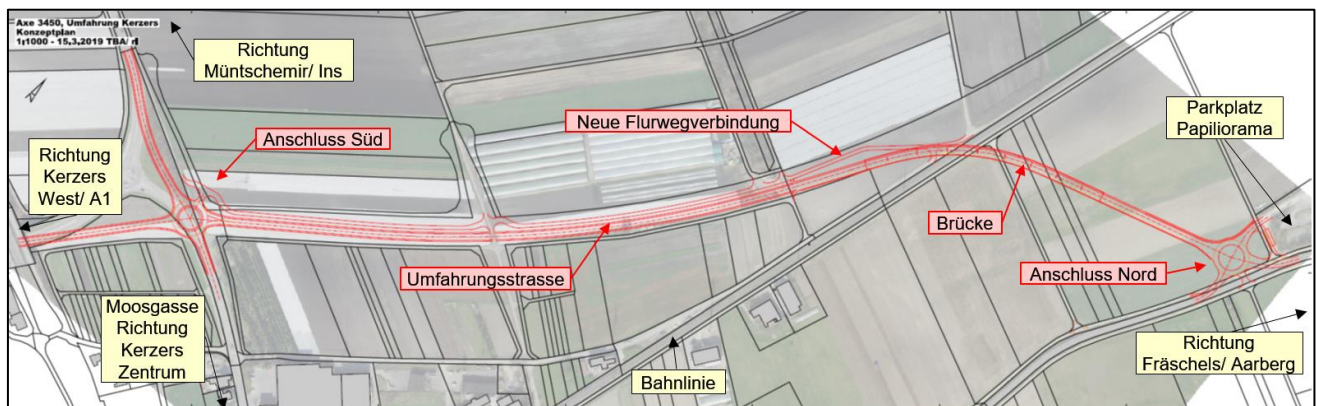 Axe 3450, Umfahrung Kerzers
Konzeptplan
1:1000 - 15.3.2019 TBA/ rl
Richtung
Müntschemir/ Ins
Anschluss Süd
Richtung
Kerzers
West/ A1
Neue Flurwegverbindung
Parkplatz
Papiliorama
Brücke
Umfahrungsstrasse
Anschluss Nord
Moosgasse
Richtung
Kerzers
Zentrum
Bahnlinie
Richtung
Fräschels/ Aarberg